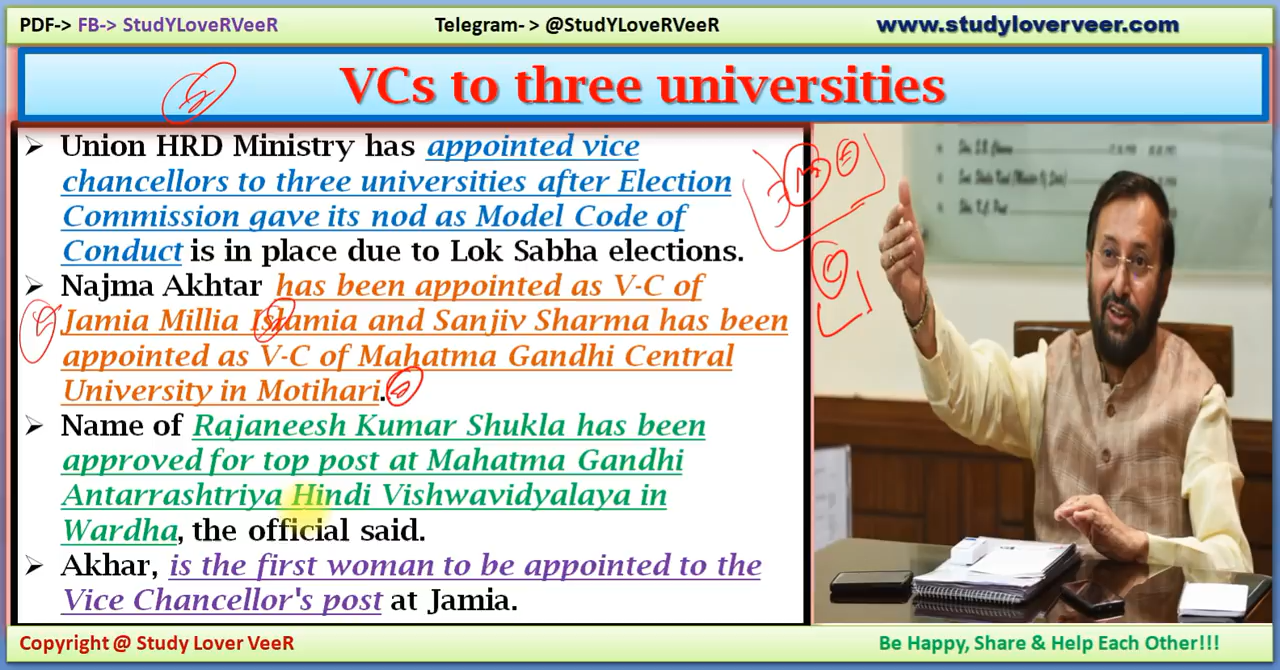 PDF-> FB-> StudYLoveRVeeR
Telegram- > @StudYLoveRVeeR
www.studyloverveer.com
VCs to three universities
➢ Union HRD Ministry has appointed vice
chancellors to three universities after Election
Commission gave its nod as Model Code of
Conduct is in place due to Lok Sabha elections.
➢ Najma Akhtar has been appointed as V-C of
Jamia Millia Islamia and Sanjiv Sharma has been
appointed as V-C of Mahatma Gandhi Central
University in Motihari.
➢ Name of Rajaneesh Kumar Shukla has been
approved for top post at Mahatma Gandhi
Antarrashtriya Hindi Vishwavidyalaya in
Wardha, the official said.
➢ Akhar, is the first woman to be appointed to the
Vice Chancellor's post at Jamia.
Copyright @ Study Lover VeeR
Be Happy, Share & Help Each Other!!!